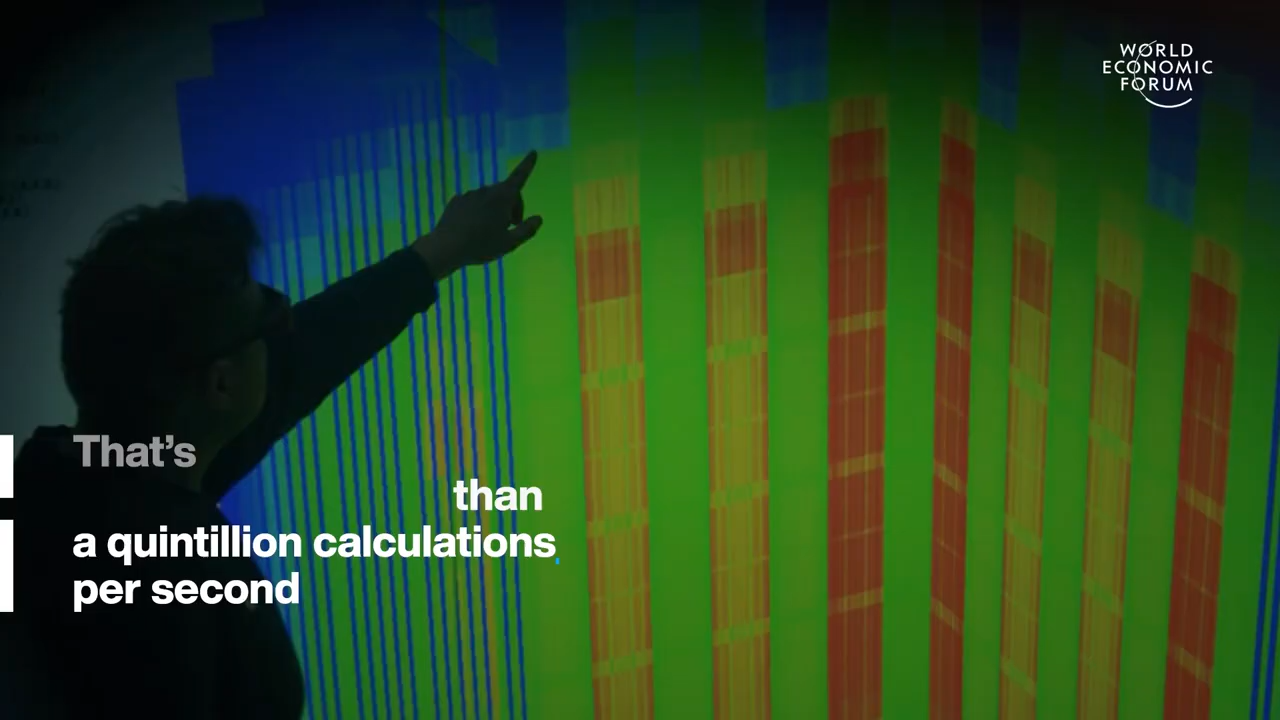 WORLD
ECONOMIC
FORUM
That's
than
a quintillion calculations
per second